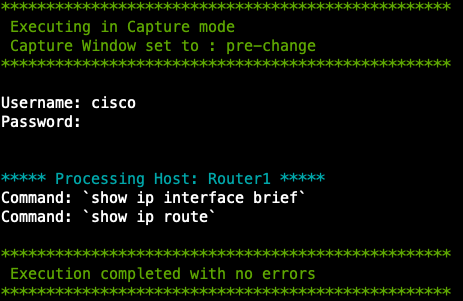 **************************************************
Executing in Capture mode
Capture Window set to : pre-change
**************************************************
Username: cisco
Password:
***** Processing Host: Router1 *****
Command: `show ip interface brief`
Command: `show ip route`
**************************************************
Execution completed with no errors
**************************************************